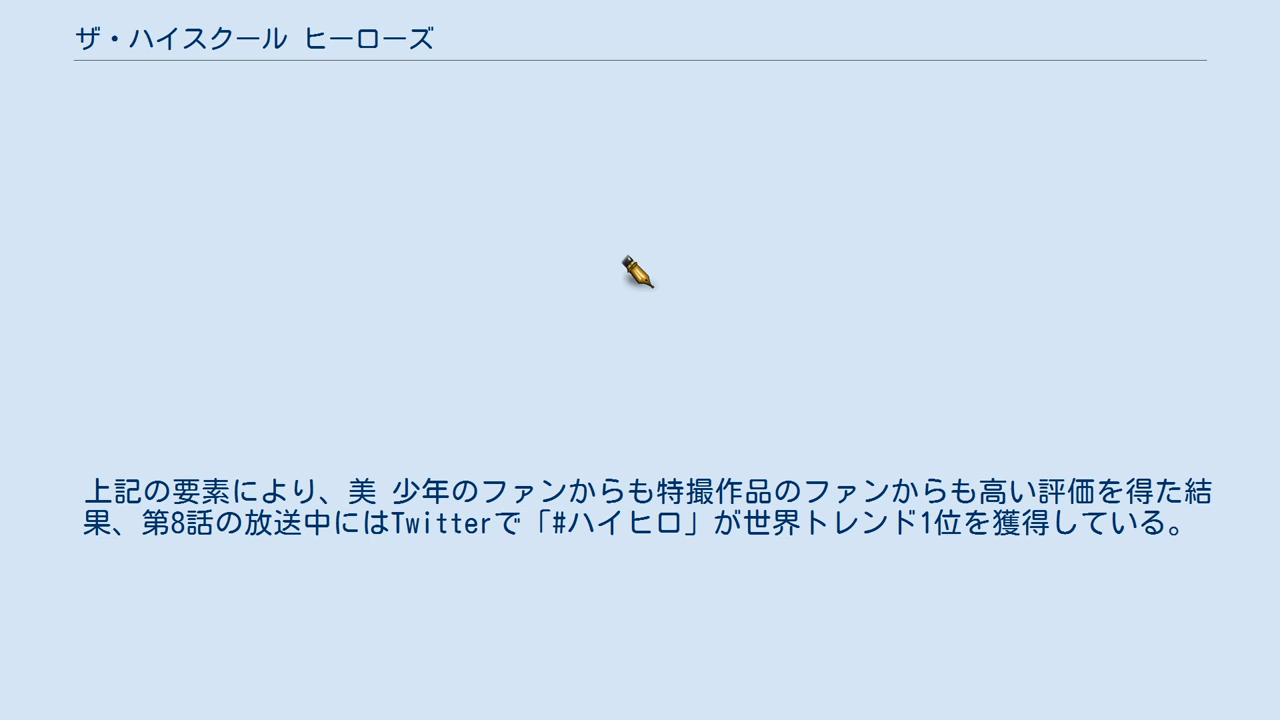 ザ・ハイスクール ヒーローズ
上記の要素により、美 少年のファンからも特撮作品のファンからも高い評価を得た結
果、第8話の放送中にはTwitterで「#ハイヒロ」が世界トレンド1位を獲得している。